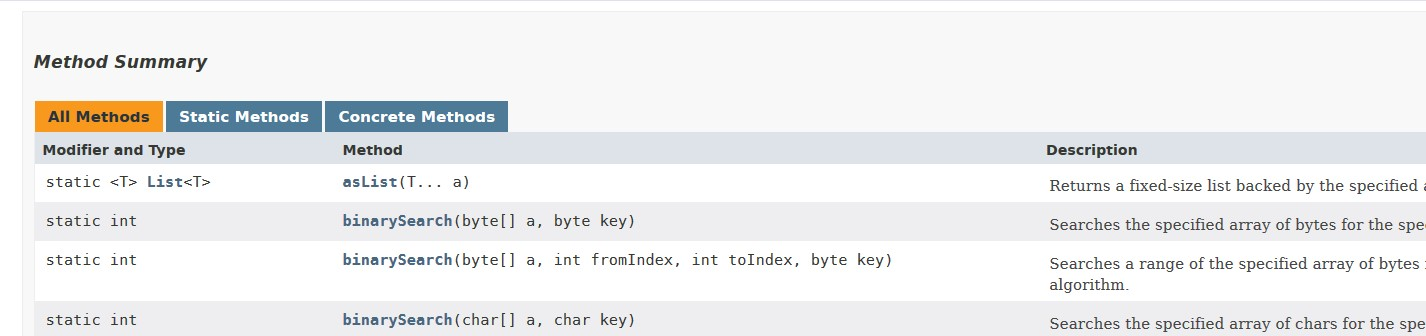 Method Summary
All Methods Static Methods Concrete Methods
Modifier and Type Method Description
static <T> List<T> asList(T... a) Returns a fixed-size list backed by the specified
static int binarySearch(byte[] a, byte key) Searches the specified array of bytes for the
static int binarySearch(byte[] a, int fromIndex, int toIndex, byte key) Searches a range of the specified array of bytes
algorithm.
static int binarySearch(char[] a, char key) Searches the specified array of chars for the